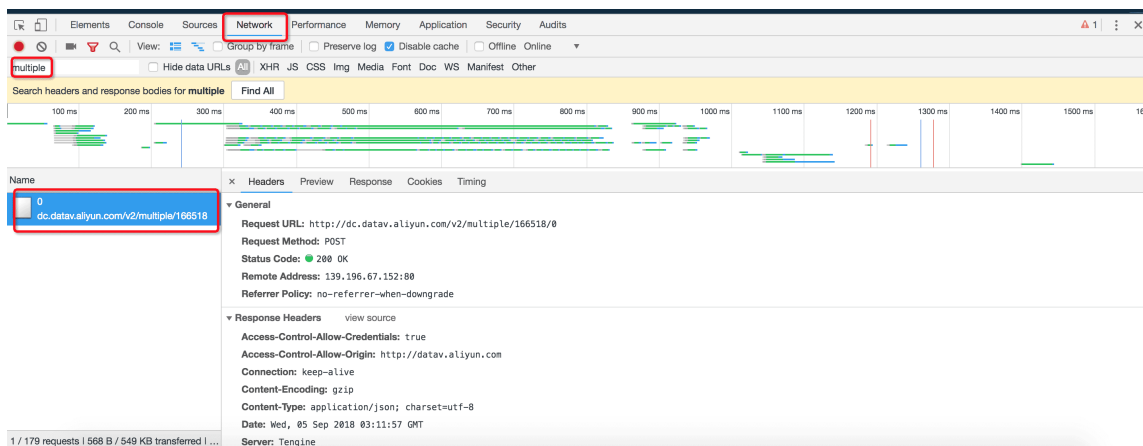 Elements Console Sources Network Performance Memory Application Security Audits 1
View: Group by frame Preserve log Disable cache Offline Online
multiple Hide data URLs All XHR JS CSS Img Media Font Doc WS Manifest Other
Search headers and response bodies for multiple Find All
100 ms 200 ms 300 ms 400 ms 500 ms 600 ms 700 ms 800 ms 900 ms 1000 ms 1100 ms 1200 ms 1300 ms 1400 ms 1500 ms 16
Name
× Headers Preview Response Cookies Timing
0
dc.datav.aliyun.com/v2/multiple/166518
General
Request URL: http://dc.datav.aliyun.com/v2/multiple/166518/0
Request Method: POST
Status Code: 200 OK
Remote Address: 139.196.67.152:80
Referrer Policy: no-referrer-when-downgrade
Response Headers view source
Access-Control-Allow-Credentials: true
Access-Control-Allow-Origin: http://datav.aliyun.com
Connection: keep-alive
Content-Encoding: gzip
Content-Type: application/json; charset=utf-8
Date: Wed, 05 Sep 2018 03:11:57 GMT
Server: Tengine
1 / 179 requests | 568 B / 549 KB transferred | ...